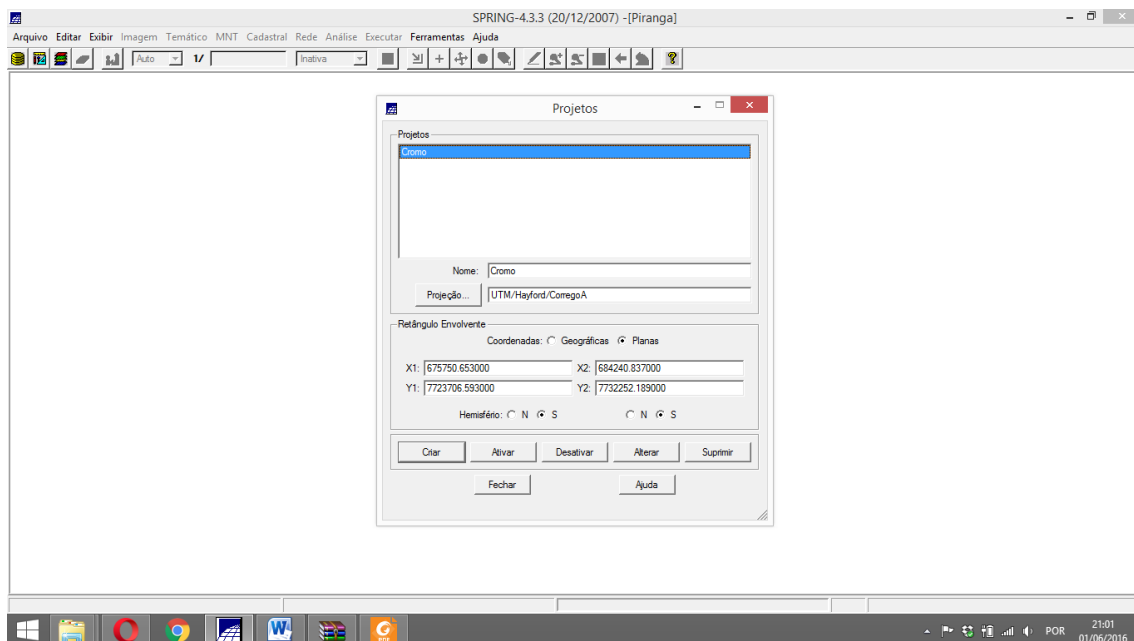 SPRING-4.3.3 (20/12/2007) -[Piranga]
Arquivo Editar Exibir Imagem Temático MNT Cadastral Rede Análise Executar Ferramentas Ajuda
Auto 1/ Inativa
Projetos
Projetos
Cromo
Nome: Cromo
Projeção... UTM/Hayford/CorregoA
Retângulo Envolvente
Coordenadas: Geográficas Planas
X1: 675750.653000 X2: 684240.837000
Y1: 7723706.593000 Y2: 7732252.189000
Hemisfério: N S N S
Criar Ativar Desativar Alterar Suprimir
Fechar Ajuda
POR 21:01
01/06/2016